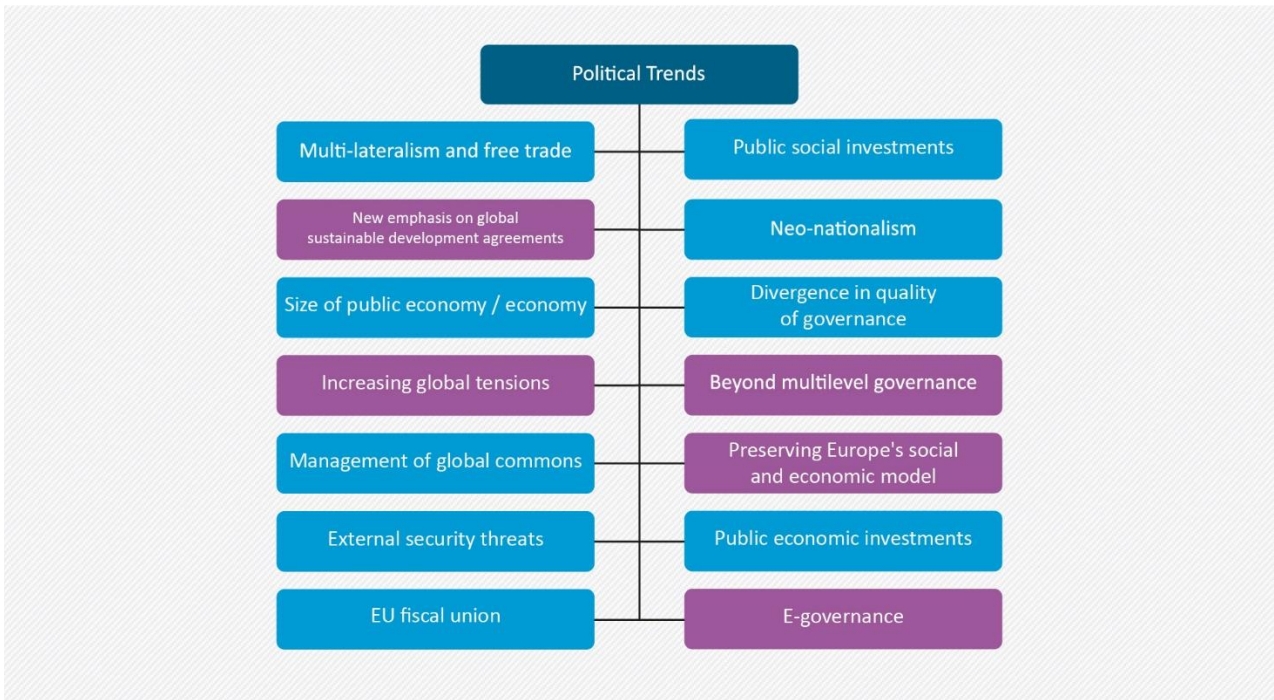 Political Trends
Multi-lateralism and free trade
Public social investments
New emphasis on global
sustainable development agreements
Neo-nationalism
Size of public economy / economy
Divergence in quality
of governance
Increasing global tensions
Beyond multilevel governance
Management of global commons
Preserving Europe's social
and economic model
External security threats
Public economic investments
EU fiscal union
E-governance